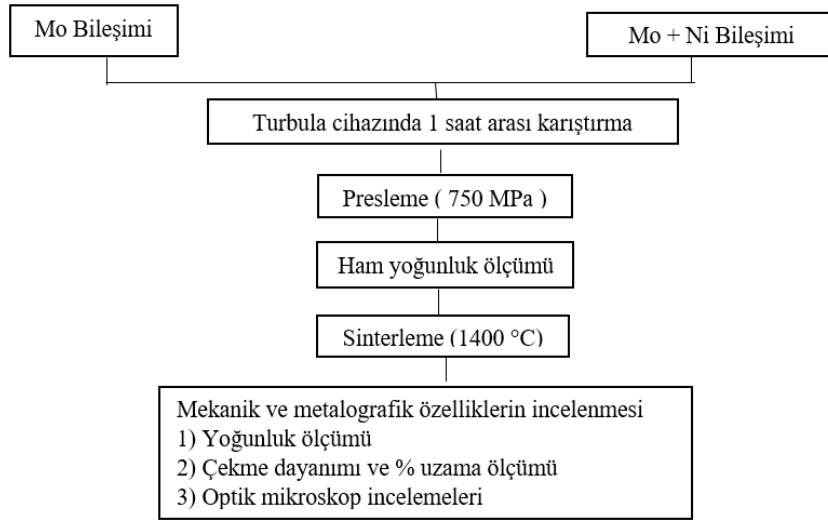 Mo Bileşimi
Mo + Ni Bileşimi
Turbula cihazında 1 saat arası karıştırma
Presleme ( 750 MPa )
Ham yoğunluk ölçümü
Sinterleme (1400 °C)
Mekanik ve metalografik özelliklerin incelenmesi
1) Yoğunluk ölçümü
2) Çekme dayanımı ve % uzama ölçümü
3) Optik mikroskop incelemeleri